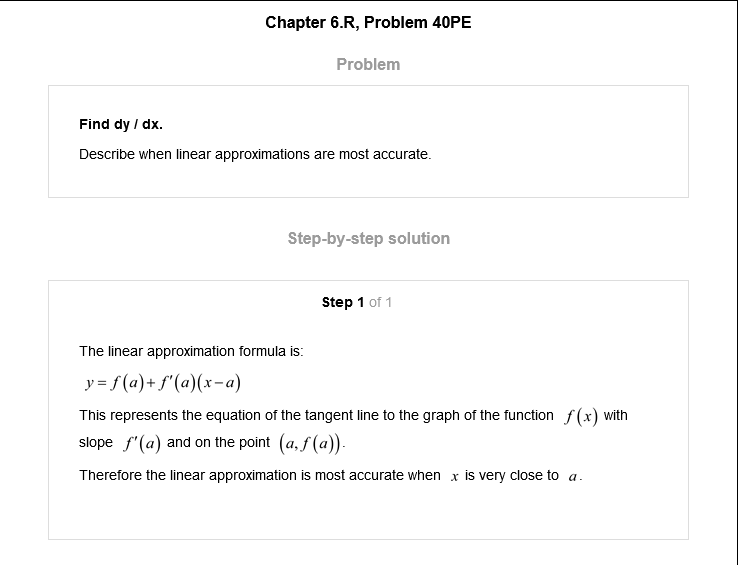 Chapter 6.R, Problem 40PE
Problem
Find dy / dx.
Describe when linear approximations are most accurate.
Step-by-step solution
Step 1 of 1
The linear approximation formula is:
y = f(a) + f′(a)(x − a)
This represents the equation of the tangent line to the graph of the function f(x) with
slope f′(a) and on the point (a, f(a)).
Therefore the linear approximation is most accurate when x is very close to a.